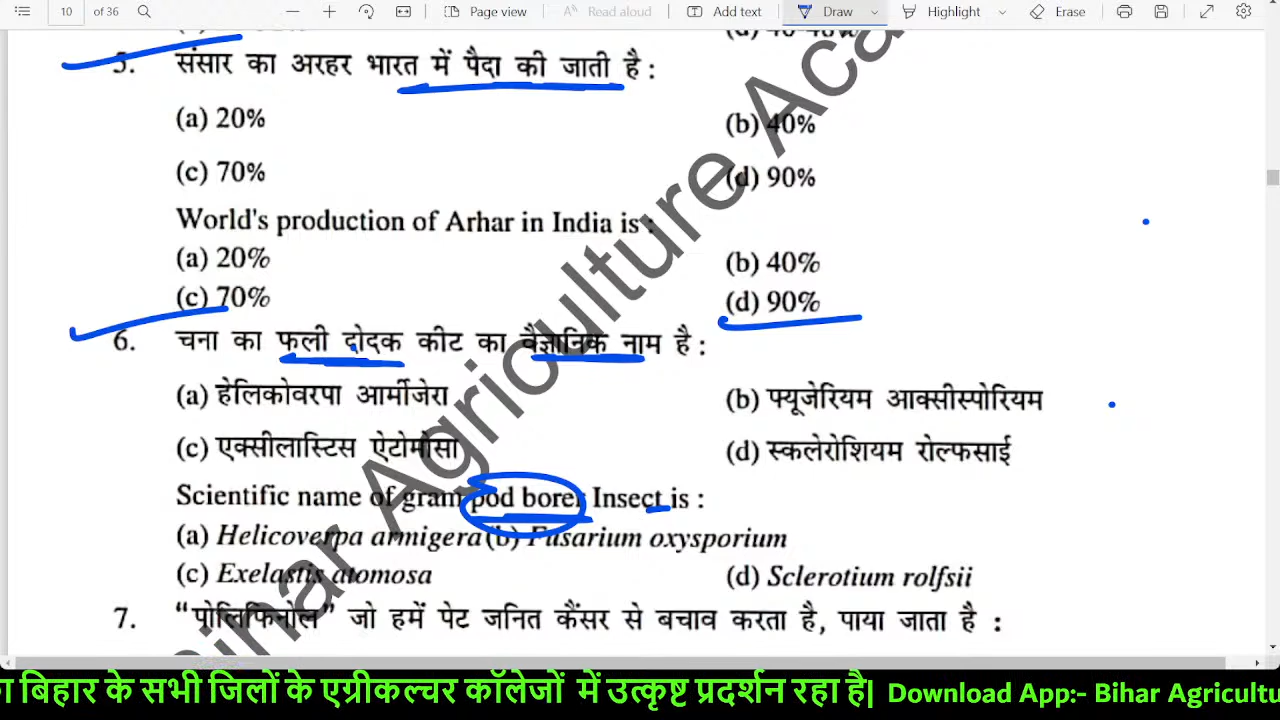 10 of 36 Page view Read aloud Add text Draw Highlight Erase
5. संसार का अरहर भारत में पैदा की जाती है :
(a) 20% (b) 40%
(c) 70% (d) 90%
World's production of Arhar in India is :
(a) 20% (b) 40%
(c) 70% (d) 90%
6. चना का फली दोदक कीट का वैज्ञानिक नाम है :
(a) हेलिकोवरपा आर्मीजेरा (b) फ्यूजेरियम आक्सीस्पोरियम
(c) एक्सीलास्टिस ऐटोमोसा (d) स्कलेरोशियम रोल्फसाई
Scientific name of gram pod borer Insect is :
(a) Helicoverpa armigera (b) Fusarium oxysporium
(c) Exelastis atomosa (d) Sclerotium rolfsii
7. “पोलिफिनोल” जो हमें पेट जनित कैंसर से बचाव करता है, पाया जाता है :
Bihar Agriculture Aca
बिहार के सभी जिलों के एग्रीकल्चर कॉलेजों में उत्कृष्ट प्रदर्शन रहा है| Download App:- Bihar Agricultu